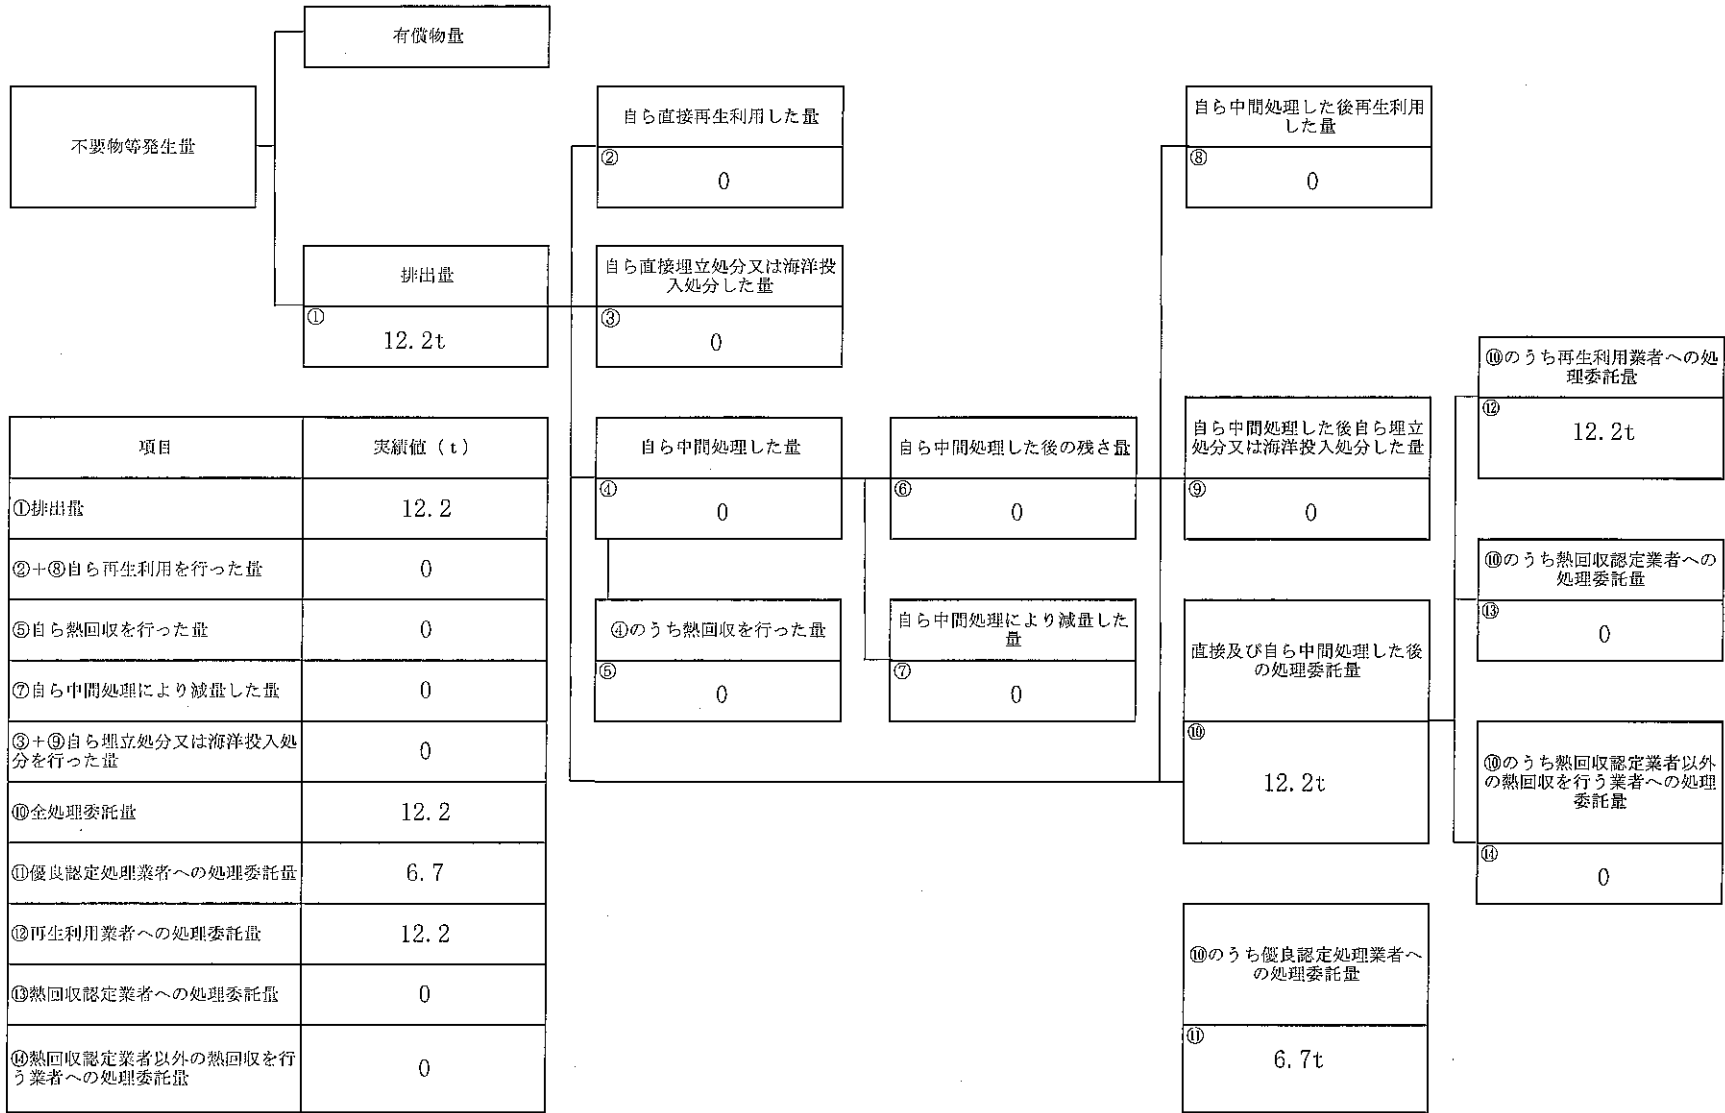 有償物量
不要物等発生量
自ら直接再生利用した量
②
0
自ら中間処理した後再生利用
した量
⑧
0
排出量
①
12.2t
自ら直接埋立処分又は海洋投
入処分した量
③
0
⑩のうち再生利用業者への処
理委託量
⑫
12.2t
自ら中間処理した量
④
0
自ら中間処理した後の残さ量
⑥
0
自ら中間処理した後自ら埋立
処分又は海洋投入処分した量
⑨
0
⑩のうち熱回収認定業者への
処理委託量
⑬
0
④のうち熱回収を行った量
⑤
0
自ら中間処理により減量した
量
⑦
0
直接及び自ら中間処理した後
の処理委託量
⑩
12.2t
⑩のうち熱回収認定業者以外
の熱回収を行う業者への処理
委託量
⑭
0
⑩のうち優良認定処理業者へ
の処理委託量
⑪
6.7t
項目 実績値（t）
①排出量 12.2
②+⑧自ら再生利用を行った量 0
⑤自ら熱回収を行った量 0
⑦自ら中間処理により減量した量 0
③+⑨自ら埋立処分又は海洋投入処
分を行った量 0
⑩全処理委託量 12.2
⑪優良認定処理業者への処理委託量 6.7
⑫再生利用業者への処理委託量 12.2
⑬熱回収認定業者への処理委託量 0
⑭熱回収認定業者以外の熱回収を行
う業者への処理委託量 0